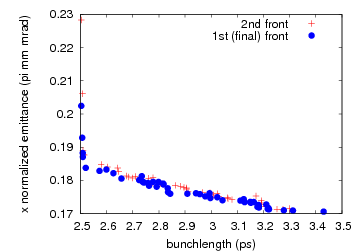 0.23
2nd front
1st (final) front
0.22
0.21
0.2
0.19
0.18
0.17
x normalized emittance (pi mm mrad)
2.5 2.6 2.7 2.8 2.9 3 3.1 3.2 3.3 3.4 3.5
bunchlength (ps)